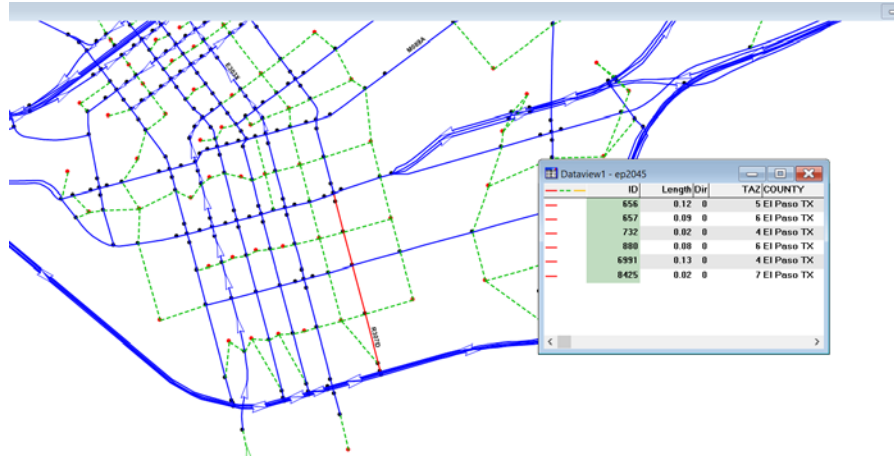 M089A
Dataview1 - ep2045
ID Length Dir TAZ COUNTY
656 0.12 0 5 El Paso TX
657 0.09 0 6 El Paso TX
732 0.02 0 4 El Paso TX
880 0.08 0 6 El Paso TX
6991 0.13 0 4 El Paso TX
8425 0.02 0 7 El Paso TX